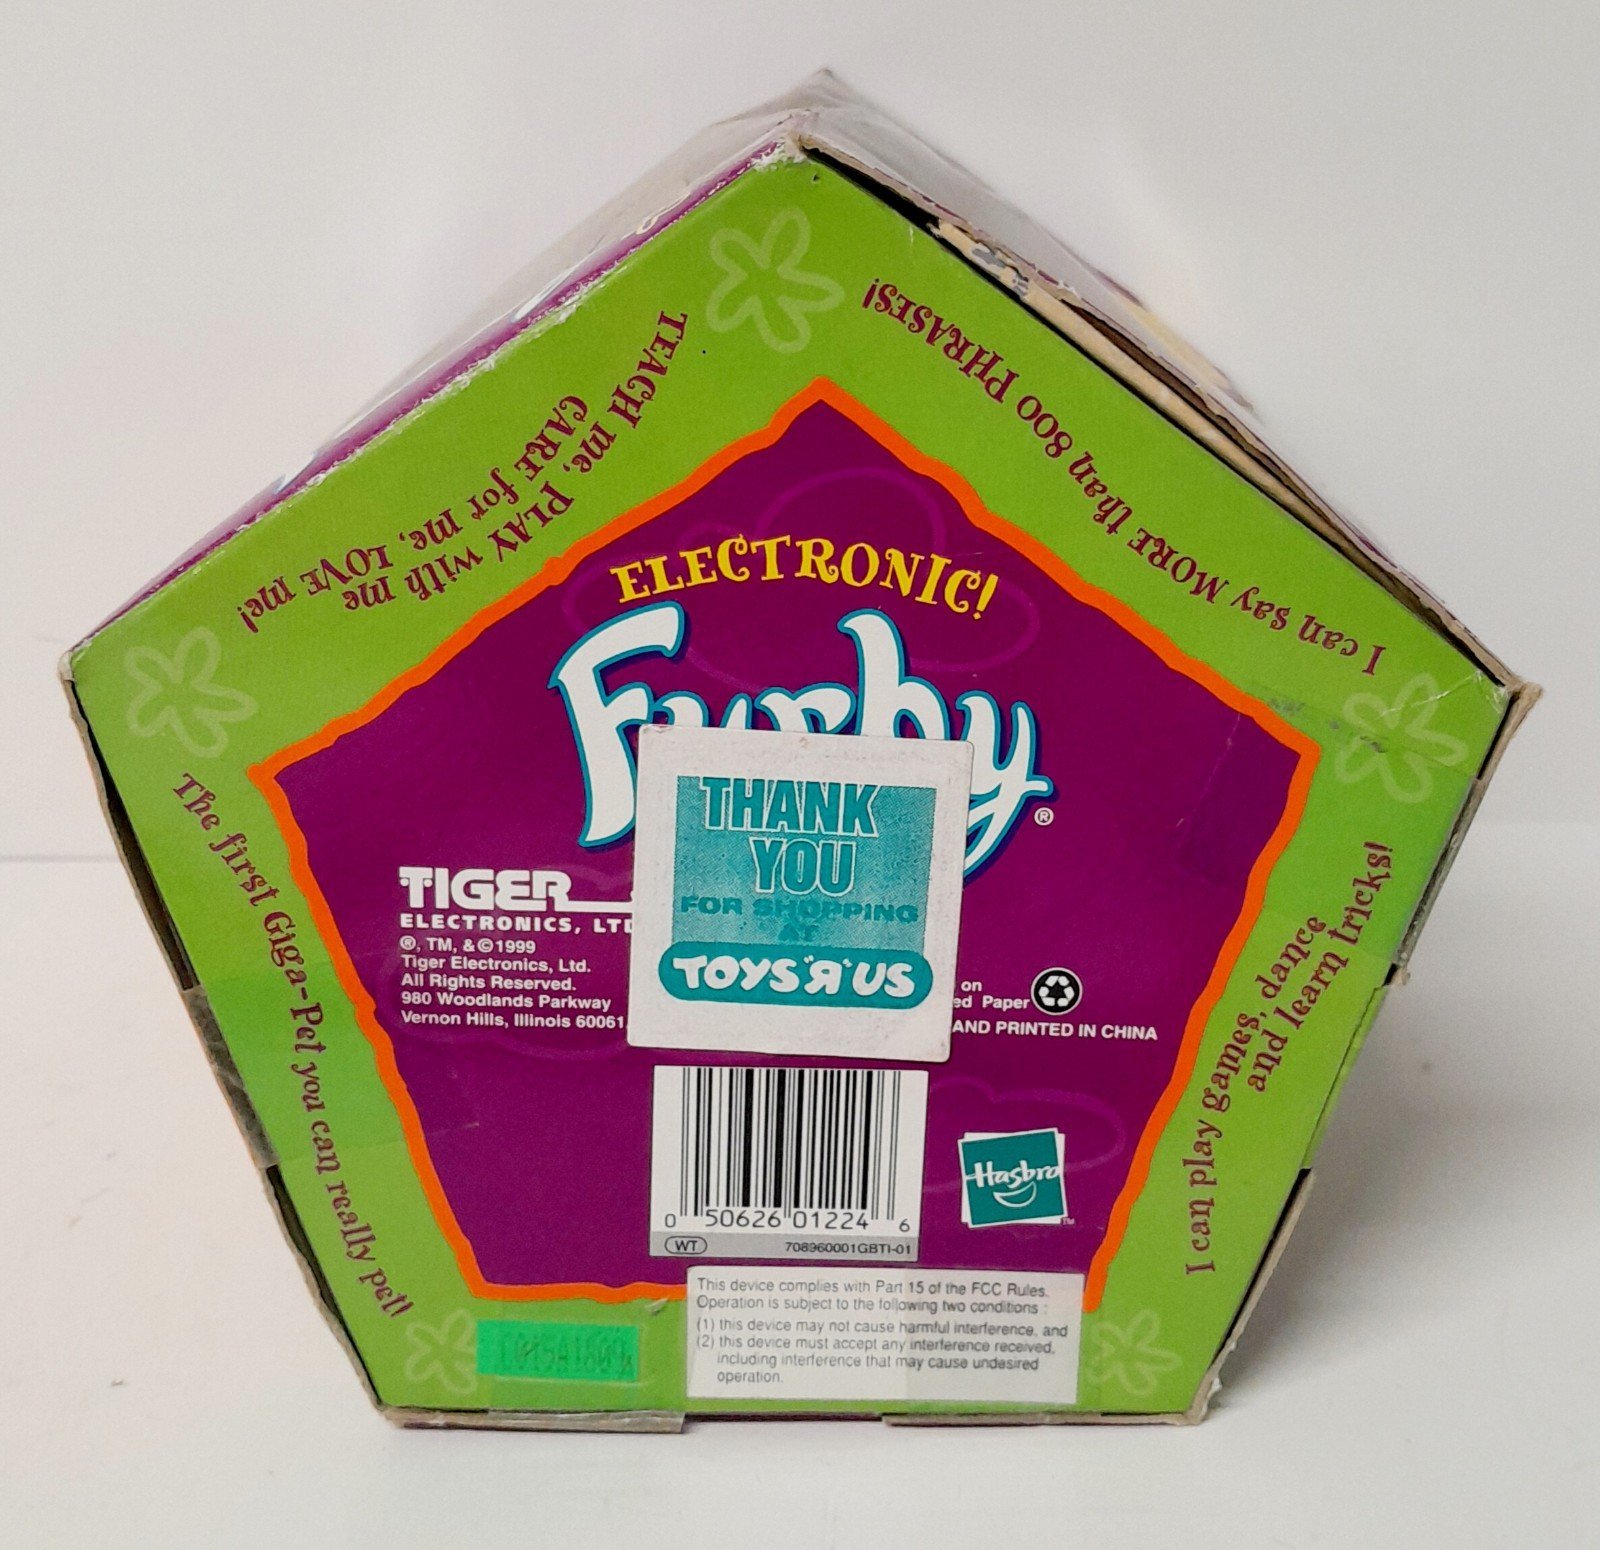 TEACH me, PLAY with me
CARE for me, LOVE me!
I can say MORE than 800 PHRASES!
The first Giga-Pet you can really pet!
I can play games, dance
and learn tricks!
ELECTRONIC!
Furby®
THANK
YOU
FOR SHOPPING
AT
TOYS"R"US
TIGER
ELECTRONICS, LTD
®, TM, & © 1999
Tiger Electronics, Ltd.
All Rights Reserved.
980 Woodlands Parkway
Vernon Hills, Illinois 60061
on
ed Paper
AND PRINTED IN CHINA
0 50626 01224 6
WT 708960001GBTI-01
Hasbro
TM
This device complies with Part 15 of the FCC Rules.
Operation is subject to the following two conditions :
(1) this device may not cause harmful interference, and
(2) this device must accept any interference received,
including interference that may cause undesired
operation.